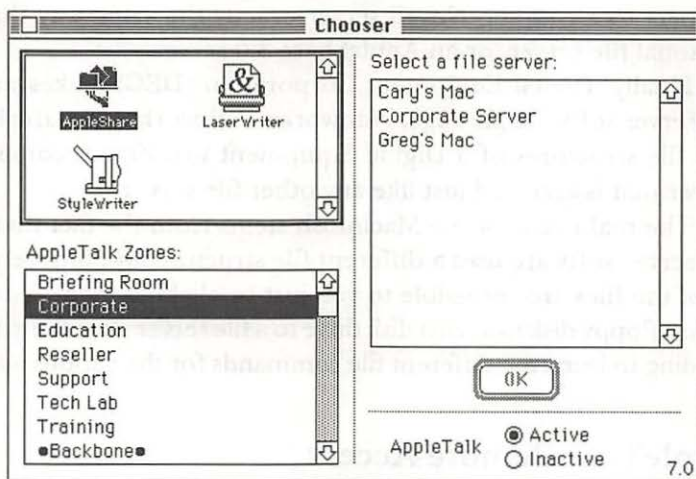 Chooser
AppleShare
LaserWriter
StyleWriter
AppleTalk Zones:
Briefing Room
Corporate
Education
Reseller
Support
Tech Lab
Training
●Backbone●
Select a file server:
Cary's Mac
Corporate Server
Greg's Mac
OK
AppleTalk
Active
Inactive
7.0